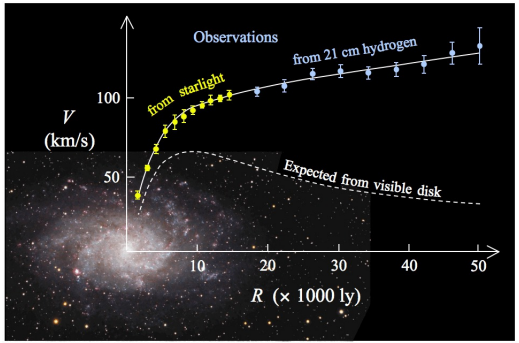 Observations
from 21 cm hydrogen
from starlight
100
V
(km/s)
50
Expected from visible disk
10
20
30
40
50
R (× 1000 ly)